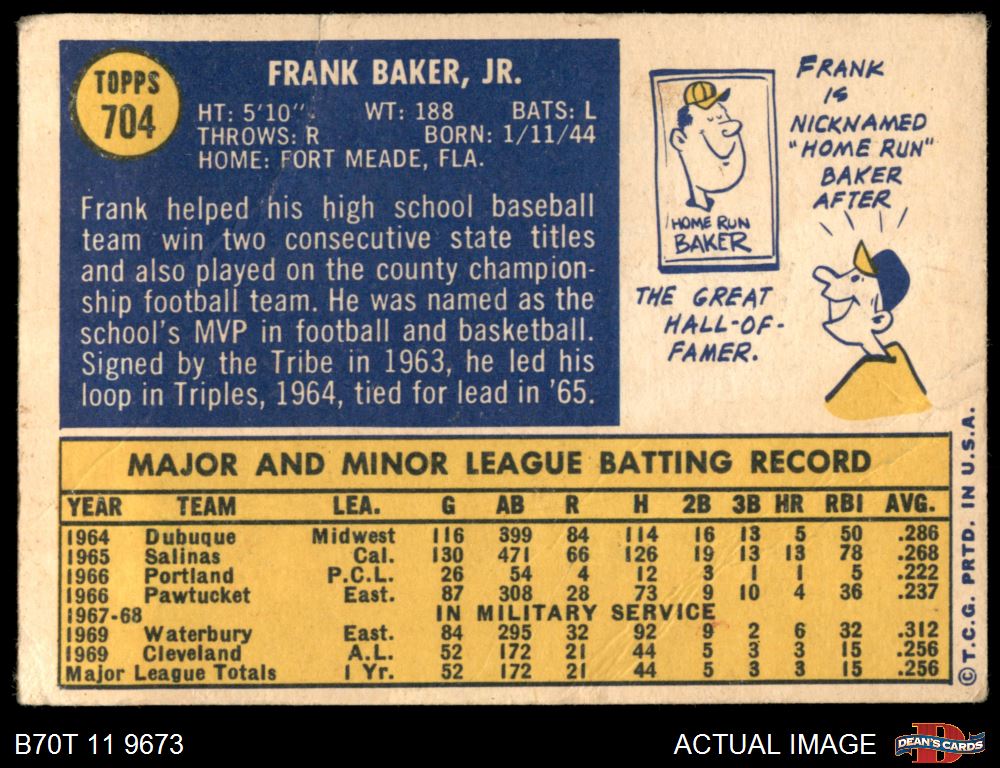 TOPPS
704
FRANK BAKER, JR.
HT: 5'10" WT: 188 BATS: L
THROWS: R BORN: 1/11/44
HOME: FORT MEADE, FLA.
Frank helped his high school baseball
team win two consecutive state titles
and also played on the county champion-
ship football team. He was named as the
school's MVP in football and basketball.
Signed by the Tribe in 1963, he led his
loop in Triples, 1964, tied for lead in '65.
FRANK
IS
NICKNAMED
"HOME RUN"
BAKER
AFTER
HOME RUN
BAKER
THE GREAT
HALL-OF-
FAMER.
MAJOR AND MINOR LEAGUE BATTING RECORD
YEAR TEAM LEA. G AB R H 2B 3B HR RBI AVG.
1964 Dubuque Midwest 116 399 84 114 16 13 5 50 .286
1965 Salinas Cal. 130 471 66 126 19 13 13 78 .268
1966 Portland P.C.L. 26 54 4 12 3 1 1 5 .222
1966 Pawtucket East. 87 308 28 73 9 10 4 36 .237
1967-68 IN MILITARY SERVICE
1969 Waterbury East. 84 295 32 92 9 2 6 32 .312
1969 Cleveland A.L. 52 172 21 44 5 3 3 15 .256
Major League Totals 1 Yr. 52 172 21 44 5 3 3 15 .256
© T.C.G. PRTD. IN U.S.A.
B70T 11 9673
ACTUAL IMAGE
D
DEAN'S CARDS